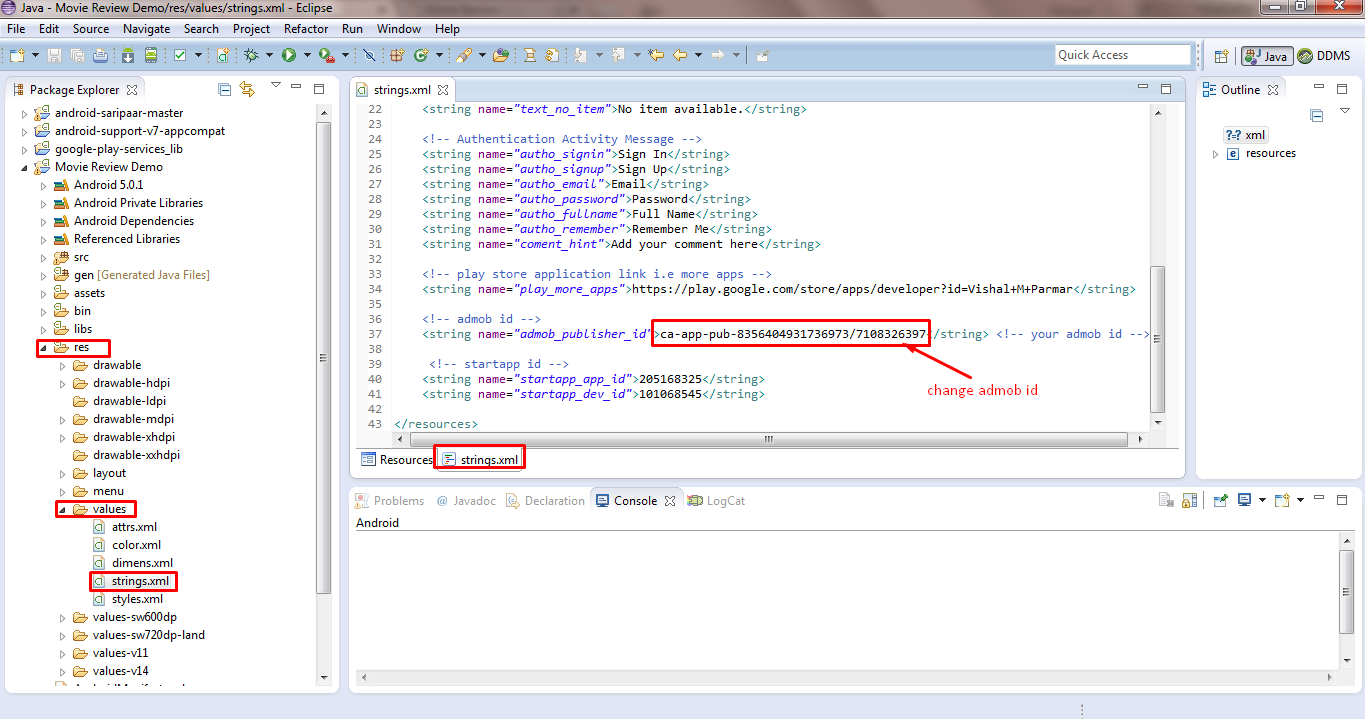 Java - Movie Review Demo/res/values/strings.xml - Eclipse
File Edit Source Navigate Search Project Refactor Run Window Help
Quick Access
Java
DDMS
Package Explorer
android-saripaar-master
android-support-v7-appcompat
google-play-services_lib
Movie Review Demo
Android 5.0.1
Android Private Libraries
Android Dependencies
Referenced Libraries
src
gen [Generated Java Files]
assets
bin
libs
res
drawable
drawable-hdpi
drawable-ldpi
drawable-mdpi
drawable-xhdpi
drawable-xxhdpi
layout
menu
values
attrs.xml
color.xml
dimens.xml
strings.xml
styles.xml
values-sw600dp
values-sw720dp-land
values-v11
values-v14
strings.xml
22 <string name="text_no_item">No item available.</string>
23
24 <!-- Authentication Activity Message -->
25 <string name="autho_signin">Sign In</string>
26 <string name="autho_signup">Sign Up</string>
27 <string name="autho_email">Email</string>
28 <string name="autho_password">Password</string>
29 <string name="autho_fullname">Full Name</string>
30 <string name="autho_remember">Remember Me</string>
31 <string name="coment_hint">Add your comment here</string>
32
33 <!-- play store application link i.e more apps -->
34 <string name="play_more_apps">https://play.google.com/store/apps/developer?id=Vishal+M+Parmar</string>
35
36 <!-- admob id -->
37 <string name="admob_publisher_id">ca-app-pub-8356404931736973/7108326397</string> <!-- your admob id -->
38
39 <!-- startapp id -->
40 <string name="startapp_app_id">205168325</string>
41 <string name="startapp_dev_id">101068545</string>
42
43 </resources>
change admob id
Resources
strings.xml
Outline
?=? xml
e resources
Problems
@ Javadoc
Declaration
Console
LogCat
Android